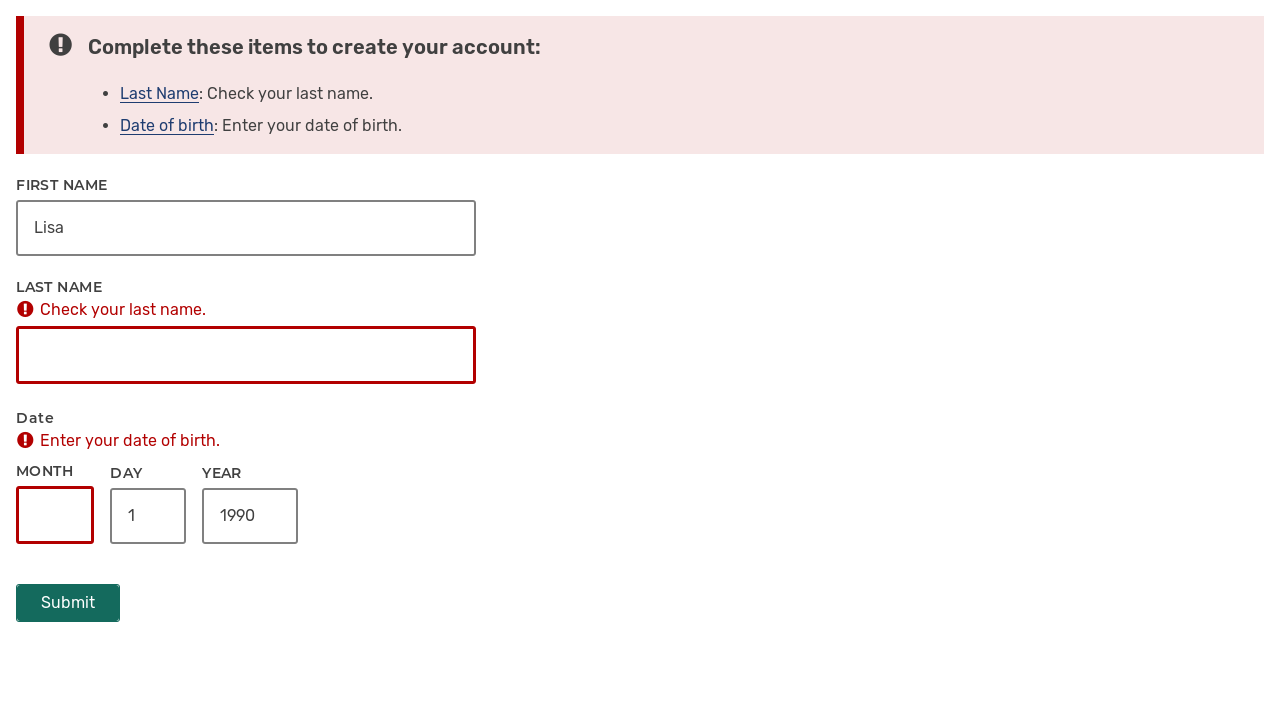 Complete these items to create your account:
Last Name: Check your last name.
Date of birth: Enter your date of birth.
FIRST NAME
Lisa
LAST NAME
Check your last name.
Date
Enter your date of birth.
MONTH DAY YEAR
1 1990
Submit